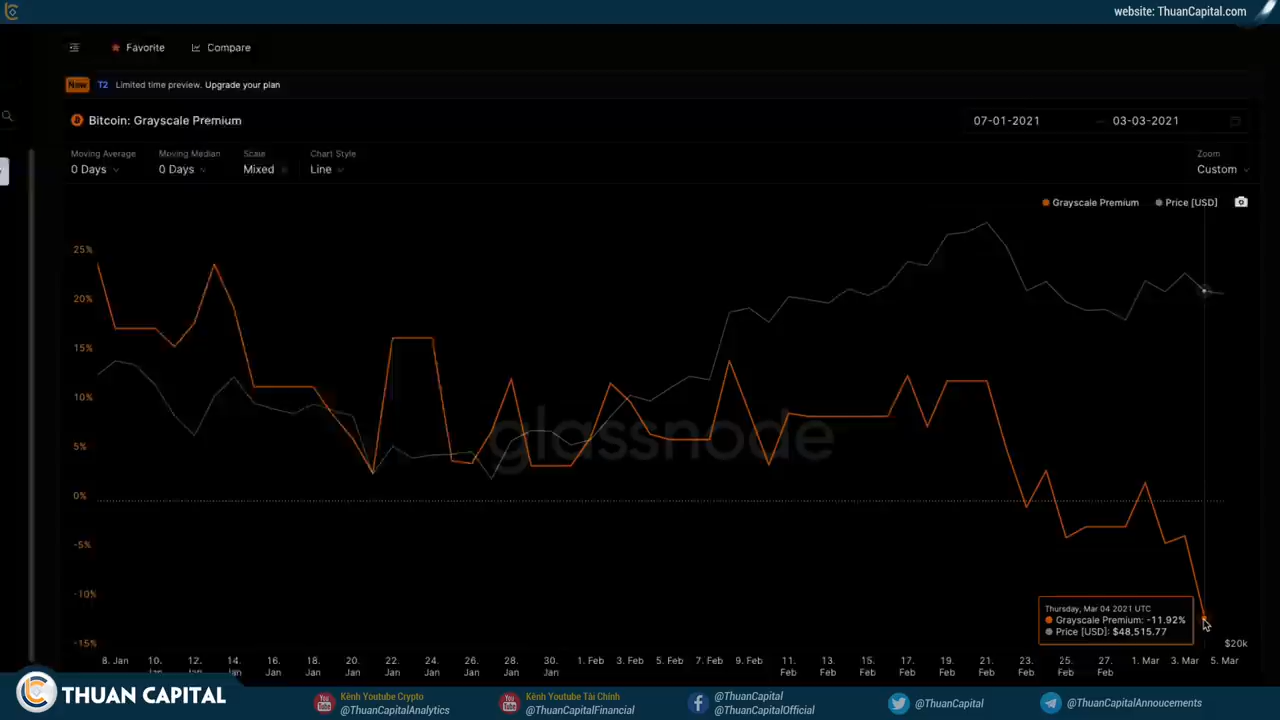 website: ThuanCapital.com
Favorite
Compare
New
T2
Limited time preview. Upgrade your plan
Bitcoin: Grayscale Premium
07-01-2021
03-03-2021
Moving Average
Moving Median
Scale
Chart Style
Zoom
0 Days
0 Days
Mixed
Line
Custom
Grayscale Premium
Price [USD]
25%
20%
15%
10%
5%
0%
-5%
-10%
-15%
$20k
glassnode
Thursday, Mar 04 2021 UTC
Grayscale Premium: -11.92%
Price [USD]: $48,515.77
8. Jan
10. Jan
12. Jan
14. Jan
16. Jan
18. Jan
20. Jan
22. Jan
24. Jan
26. Jan
28. Jan
30. Jan
1. Feb
3. Feb
5. Feb
7. Feb
9. Feb
11. Feb
13. Feb
15. Feb
17. Feb
19. Feb
21. Feb
23. Feb
25. Feb
27. Feb
1. Mar
3. Mar
5. Mar
THUAN CAPITAL
You Tube
Kênh Youtube Crypto
@ThuanCapitalAnalytics
You Tube
Kênh Youtube Tài Chính
@ThuanCapitalFinancial
@ThuanCapital
@ThuanCapitalOfficial
@ThuanCapital
@ThuanCapitalAnnoucements